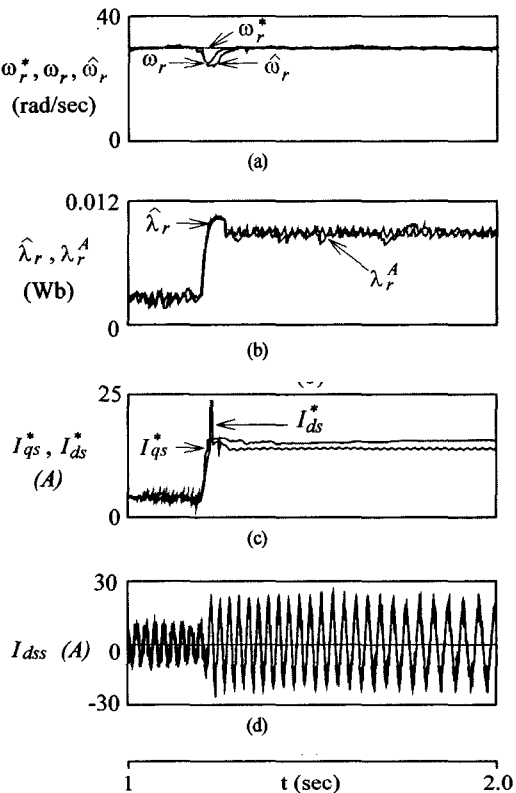 40
ω_r^*
ω_r^*, ω_r, ω̂_r
ω_r
ω̂_r
(rad/sec)
0
(a)
0.012
λ̂_r
λ̂_r , λ_r^A
λ_r^A
(Wb)
0
(b)
25
I_ds^*
I_qs^* , I_ds^*
I_qs^*
(A)
0
(c)
30
I_dss (A)
0
-30
(d)
1
t (sec)
2.0